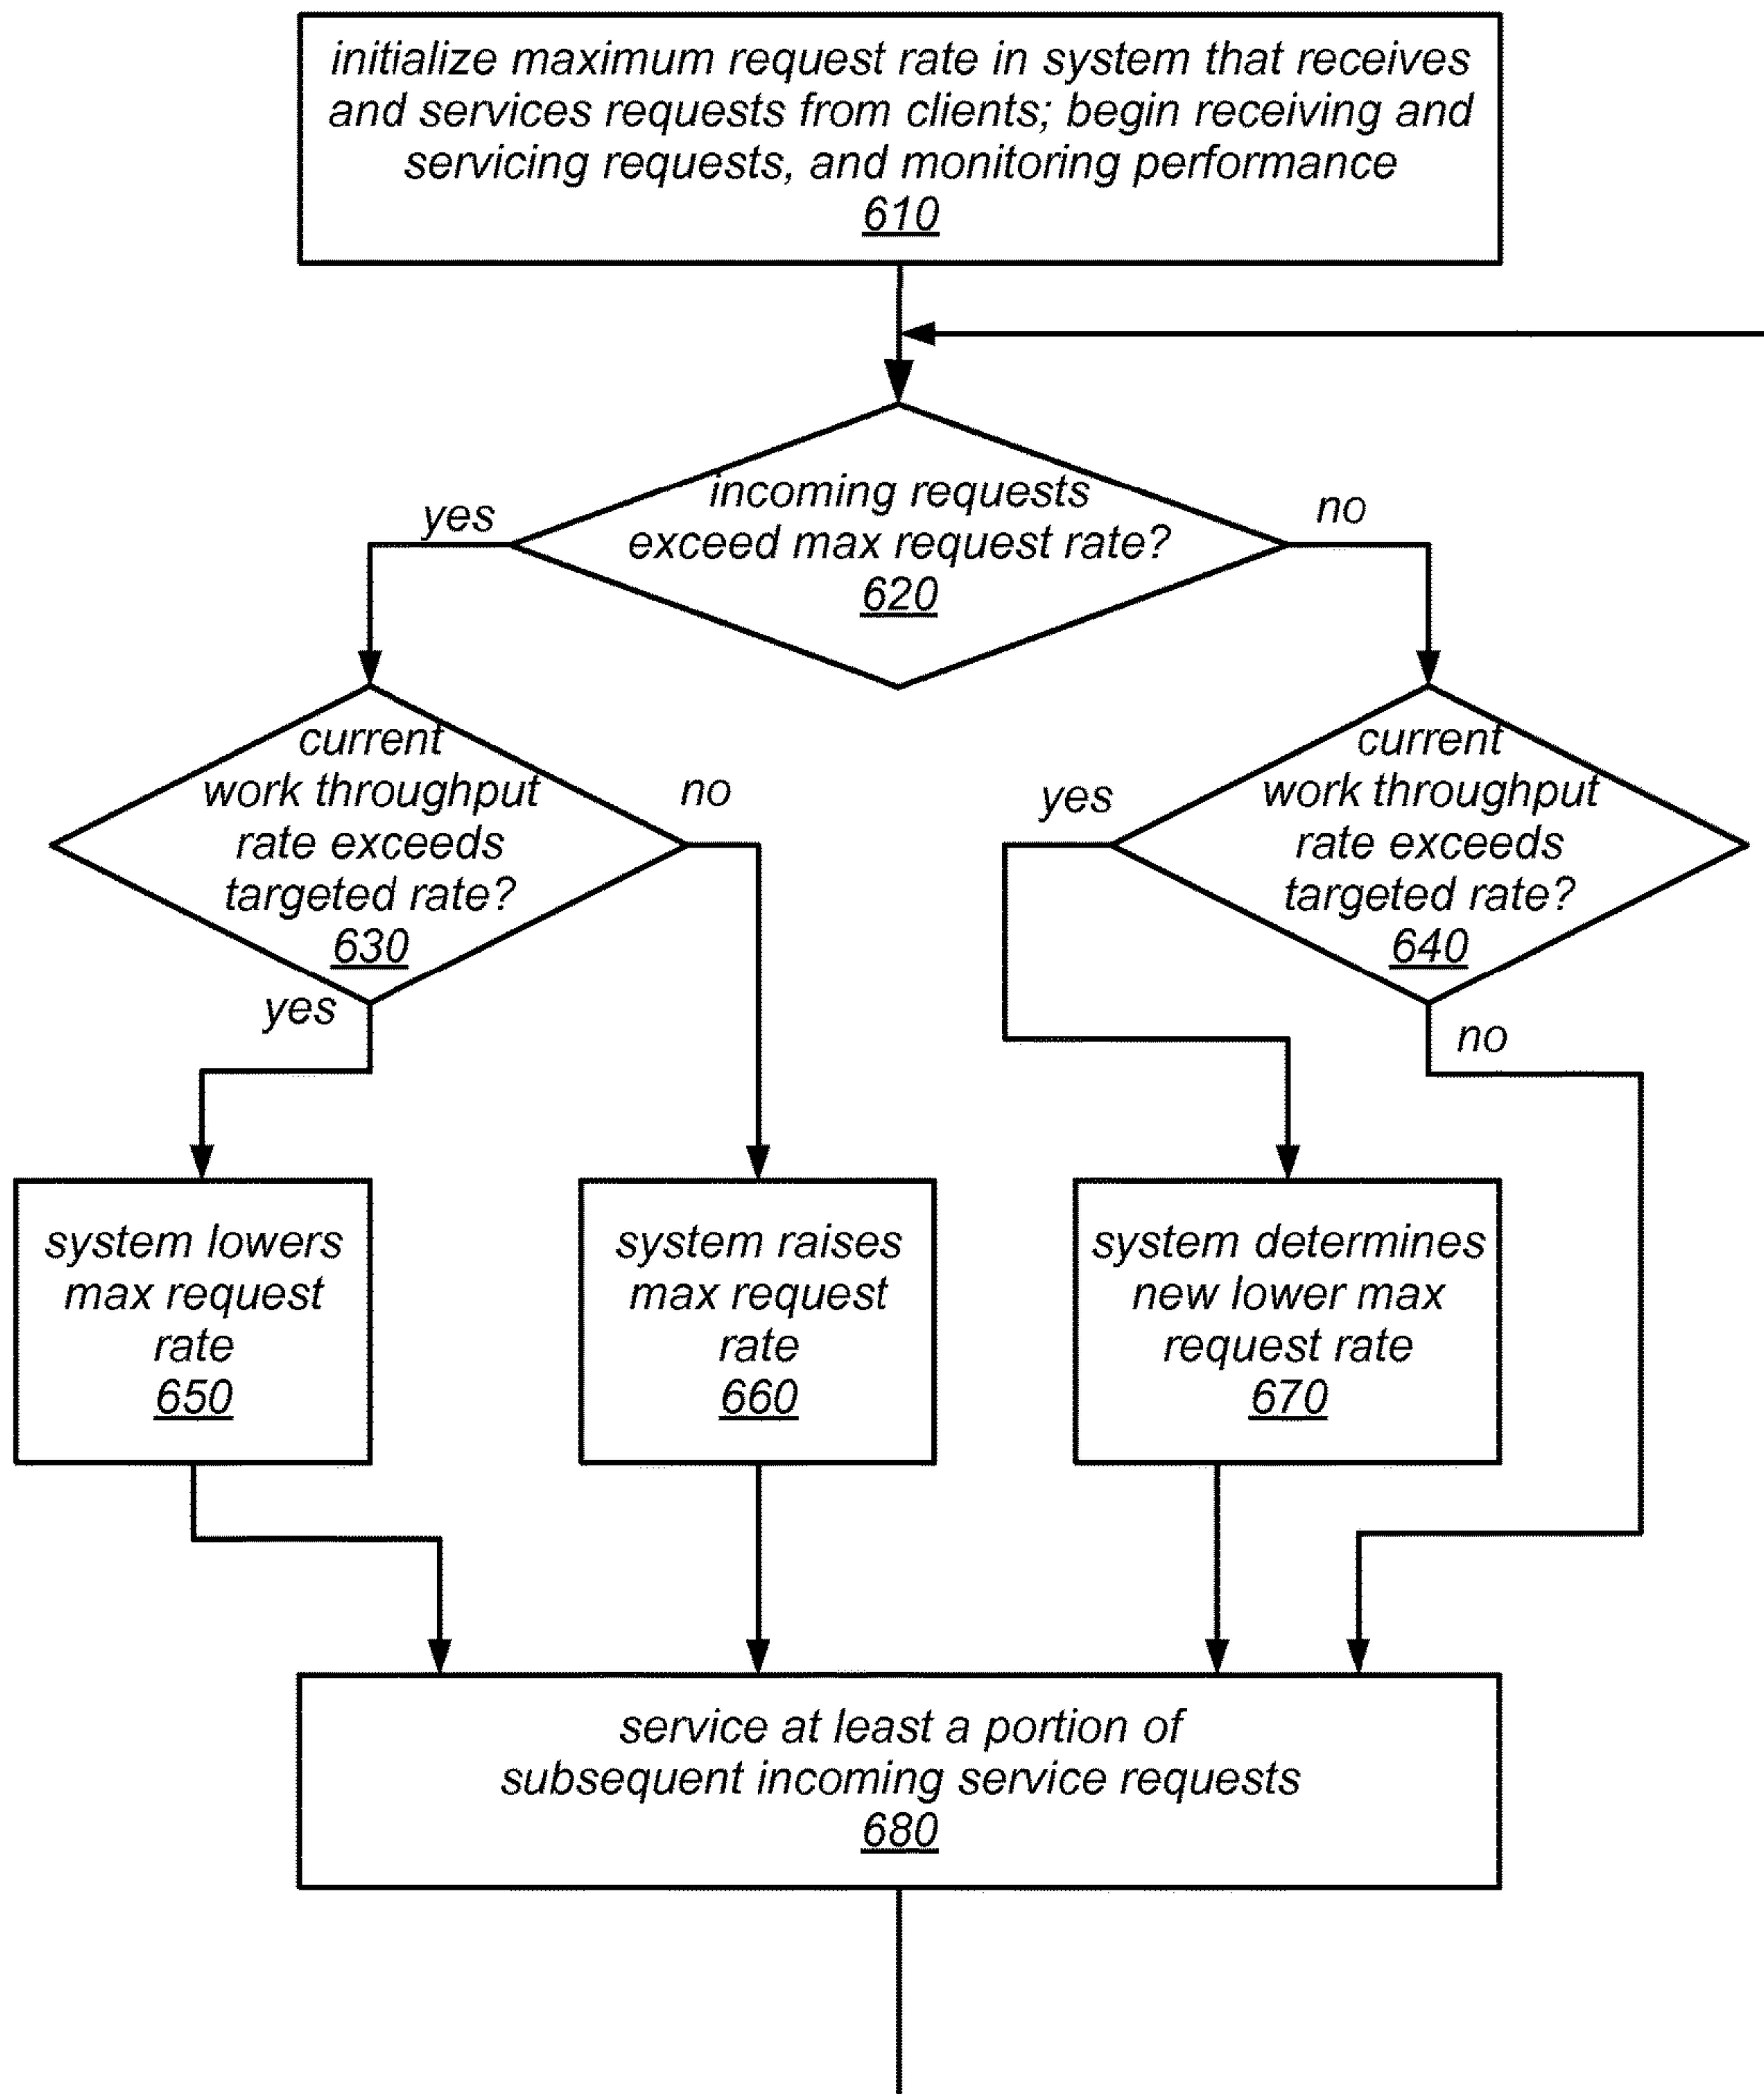 initialize maximum request rate in system that receives
and services requests from clients; begin receiving and
servicing requests, and monitoring performance
610
incoming requests
exceed max request rate?
620
yes
no
current
work throughput
rate exceeds
targeted rate?
630
yes
no
current
work throughput
rate exceeds
targeted rate?
640
yes
no
system lowers
max request
rate
650
system raises
max request
rate
660
system determines
new lower max
request rate
670
service at least a portion of
subsequent incoming service requests
680